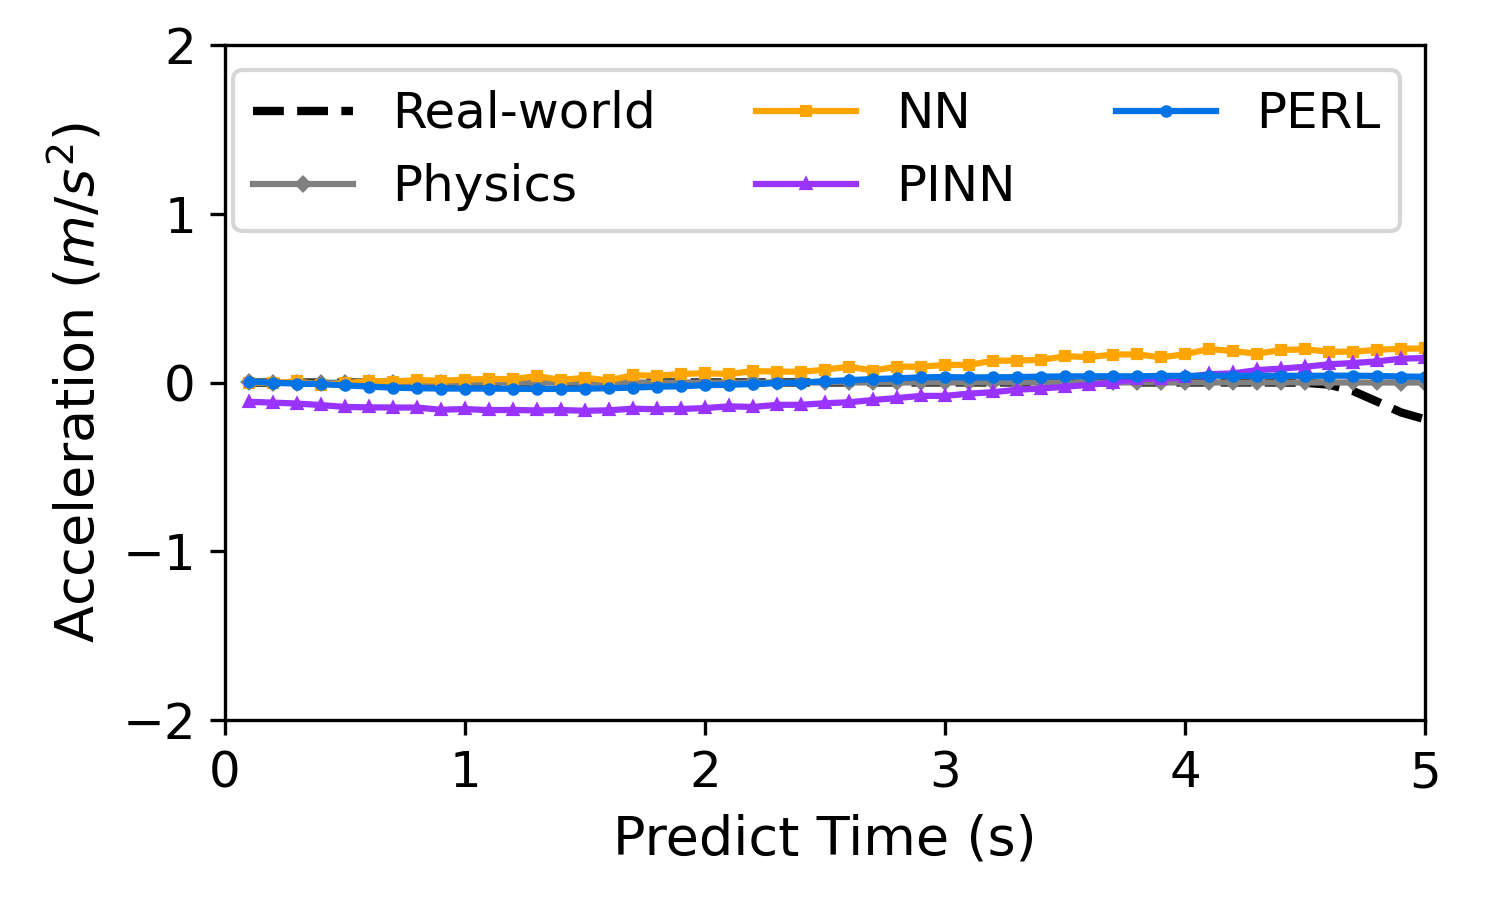 2
1
0
−1
−2
Acceleration (m/s²)
Real-world
Physics
NN
PINN
PERL
0 1 2 3 4 5
Predict Time (s)